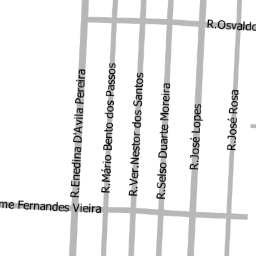 R.Osvaldo
R.Enedina D'Avila Pereira
R.Mário Bento dos Passos
R.Ver.Nestor dos Santos
R.Selso Duarte Moreira
R.José Lopes
R.José Rosa
me Fernandes Vieira